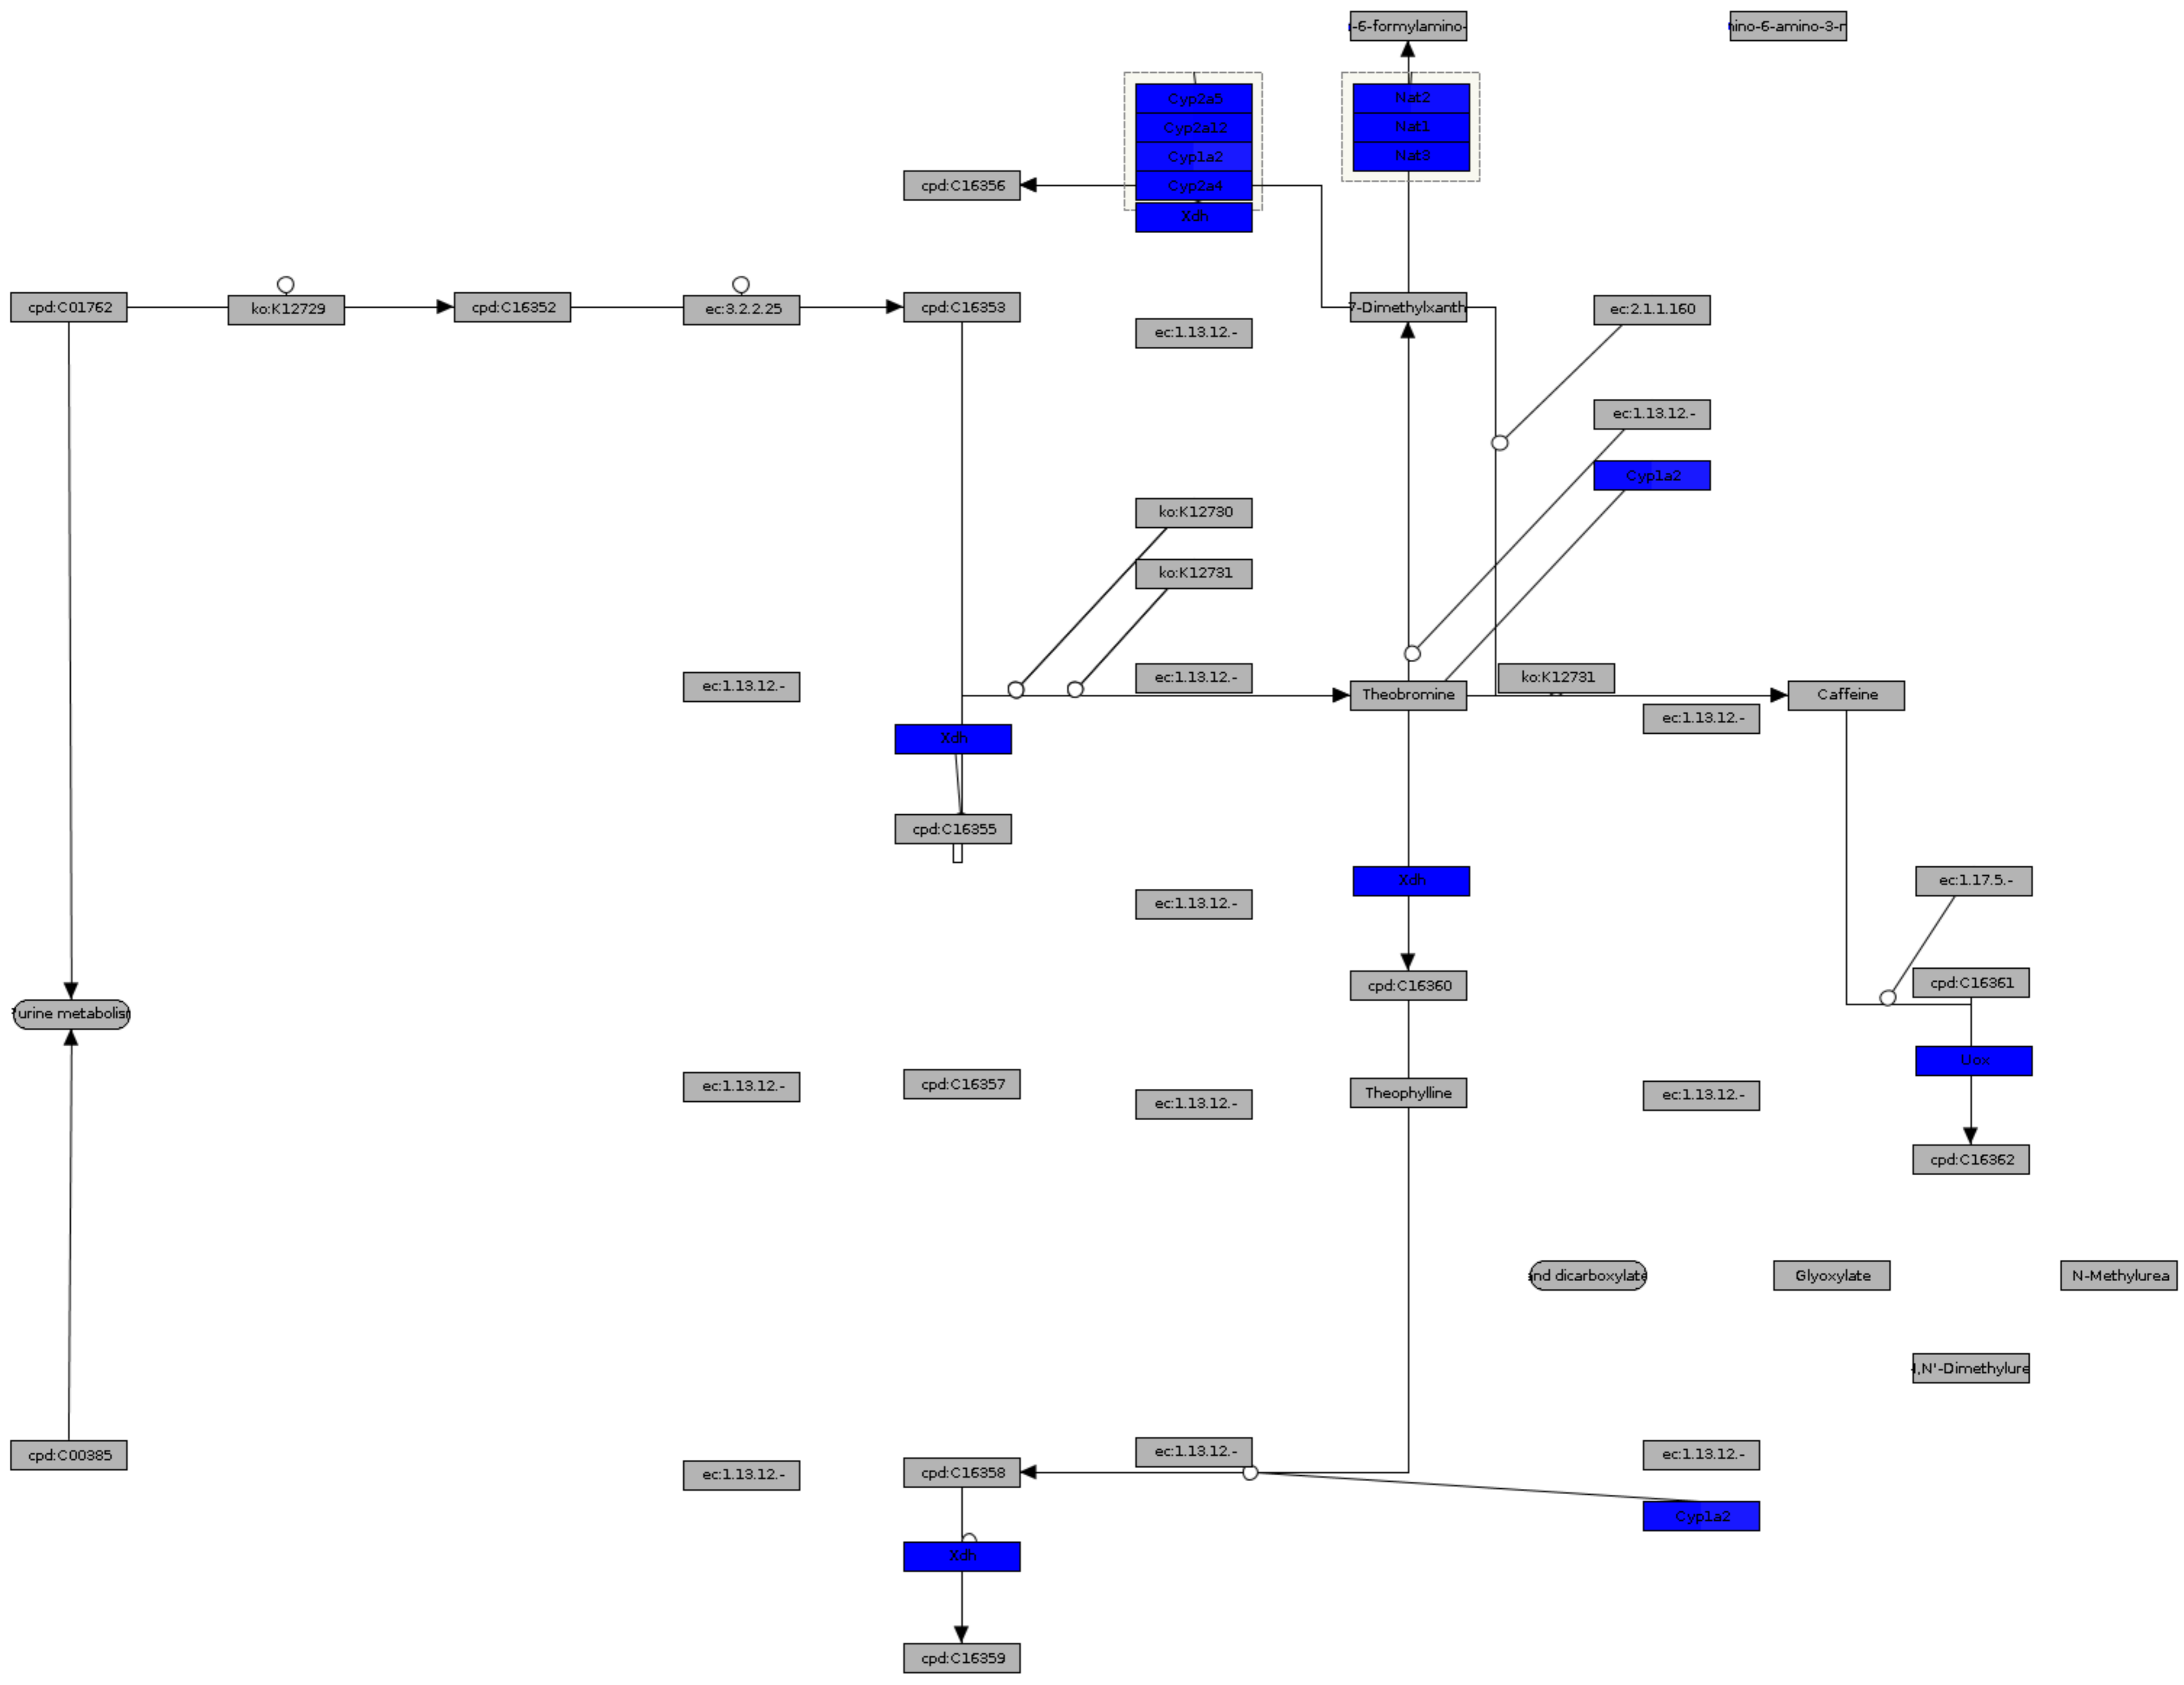 -6-formylamino-
ino-6-amino-3-r
Cyp2a5
Cyp2a12
Cyp1a2
Cyp2a4
Xdh
Nat2
Nat1
Nat3
cpd:C16356
cpd:C01762
ko:K12729
cpd:C16352
ec:3.2.2.25
cpd:C16353
7-Dimethylxanth
ec:2.1.1.160
ec:1.13.12.-
ec:1.13.12.-
Cyp1a2
ko:K12730
ko:K12731
ec:1.13.12.-
ec:1.13.12.-
Theobromine
ko:K12731
Caffeine
ec:1.13.12.-
Xdh
cpd:C16355
Xdh
ec:1.17.5.-
ec:1.13.12.-
cpd:C16360
cpd:C16361
urine metabolisr
Uox
ec:1.13.12.-
cpd:C16357
ec:1.13.12.-
Theophylline
ec:1.13.12.-
cpd:C16362
nd dicarboxylate
Glyoxylate
N-Methylurea
,N'-Dimethylure
cpd:C00385
ec:1.13.12.-
cpd:C16358
ec:1.13.12.-
ec:1.13.12.-
Cyp1a2
Xdh
cpd:C16359